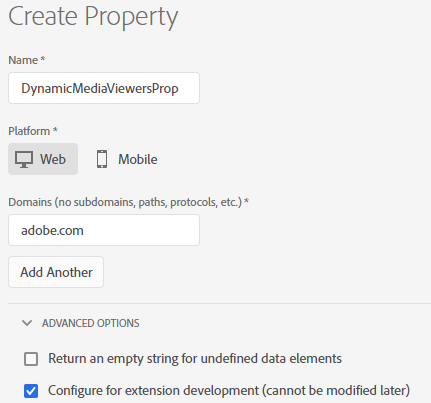 Create Property
Name *
DynamicMediaViewersProp
Platform *
Web
Mobile
Domains (no subdomains, paths, protocols, etc.) *
adobe.com
Add Another
ADVANCED OPTIONS
Return an empty string for undefined data elements
Configure for extension development (cannot be modified later)